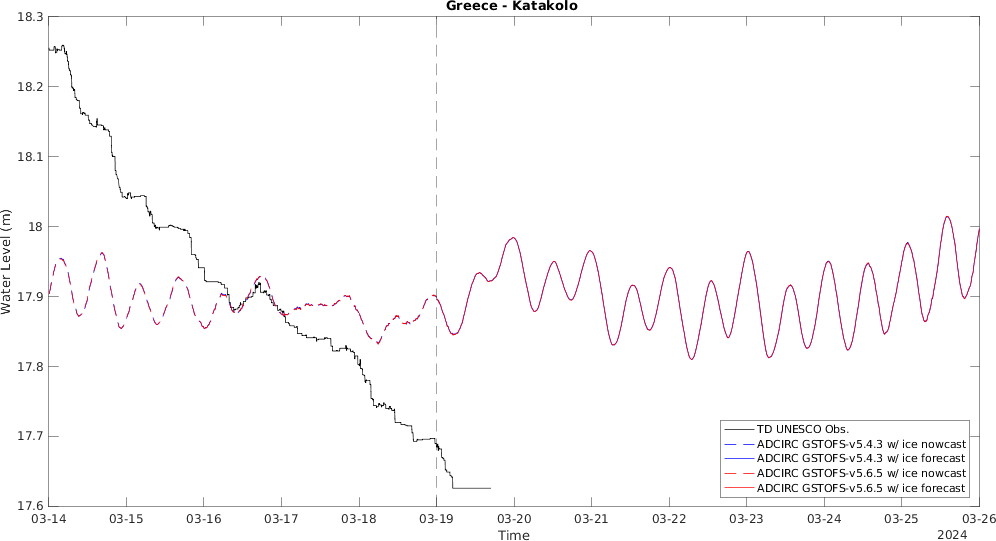 Greece - Katakolo
18.3
18.2
18.1
18
17.9
17.8
17.7
17.6
Water Level (m)
TD UNESCO Obs.
ADCIRC GSTOFS-v5.4.3 w/ ice nowcast
ADCIRC GSTOFS-v5.4.3 w/ ice forecast
ADCIRC GSTOFS-v5.6.5 w/ ice nowcast
ADCIRC GSTOFS-v5.6.5 w/ ice forecast
03-14 03-15 03-16 03-17 03-18 03-19 03-20 03-21 03-22 03-23 03-24 03-25 03-26
Time
2024